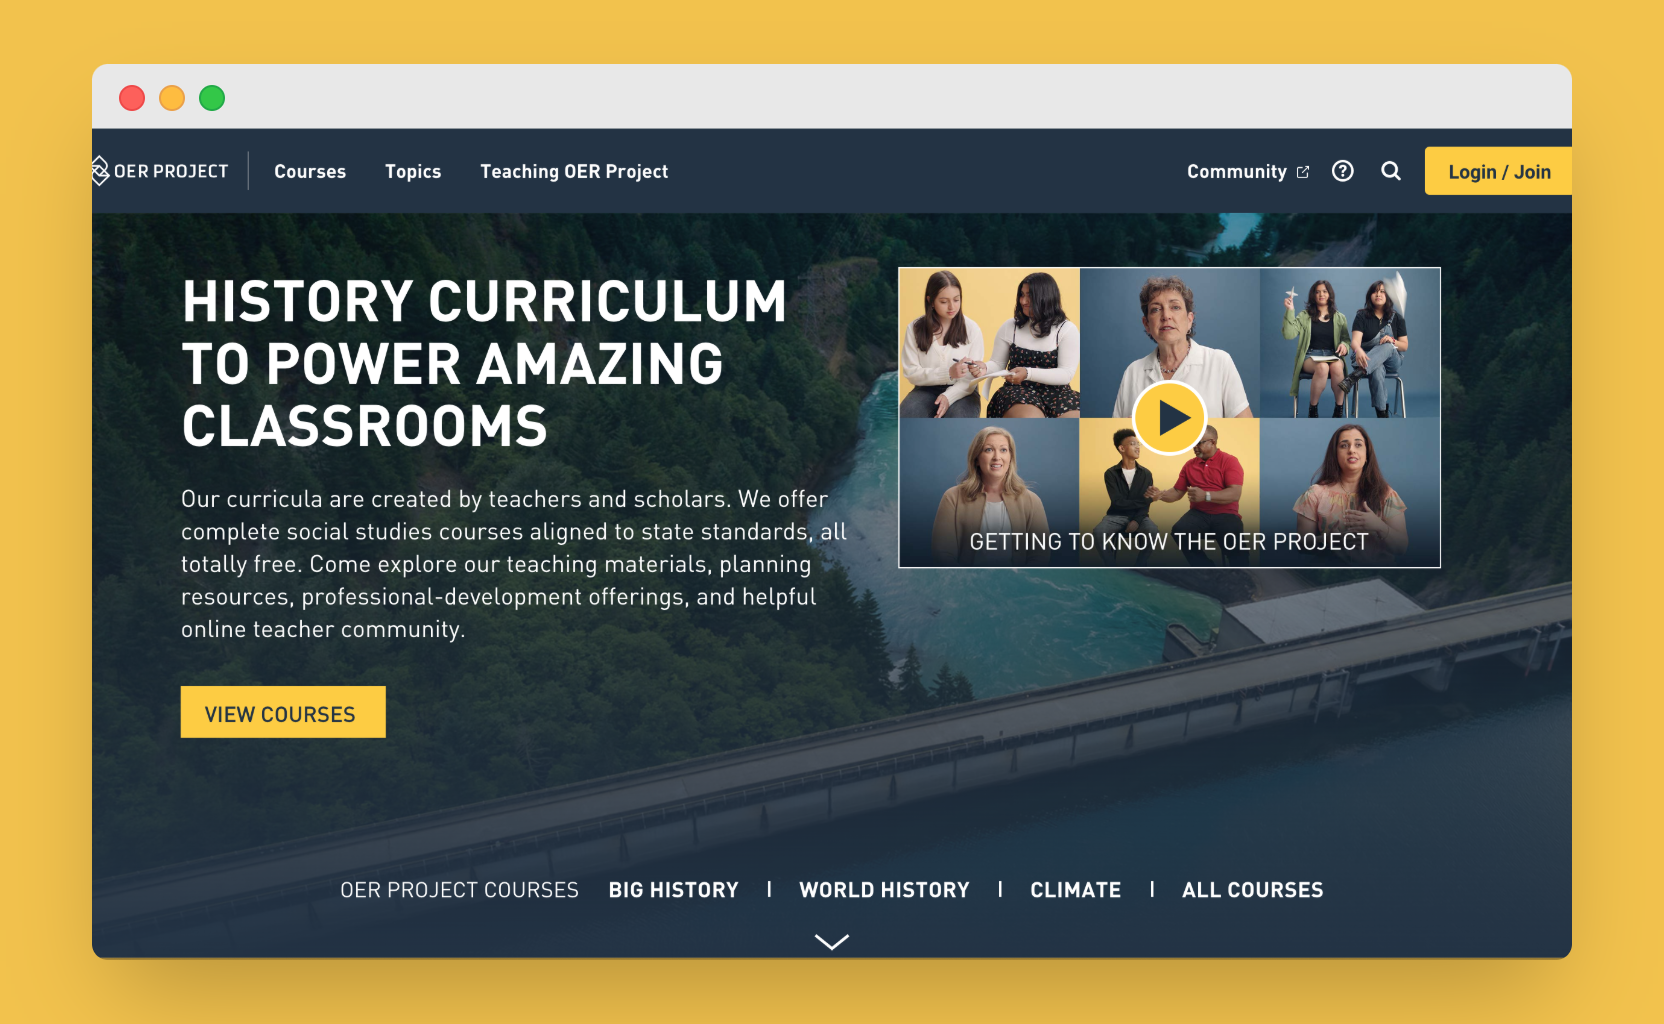 OER PROJECT
Courses
Topics
Teaching OER Project
Community
Login / Join
HISTORY CURRICULUM
TO POWER AMAZING
CLASSROOMS
Our curricula are created by teachers and scholars. We offer
complete social studies courses aligned to state standards, all
totally free. Come explore our teaching materials, planning
resources, professional-development offerings, and helpful
online teacher community.
VIEW COURSES
GETTING TO KNOW THE OER PROJECT
OER PROJECT COURSES BIG HISTORY | WORLD HISTORY | CLIMATE | ALL COURSES